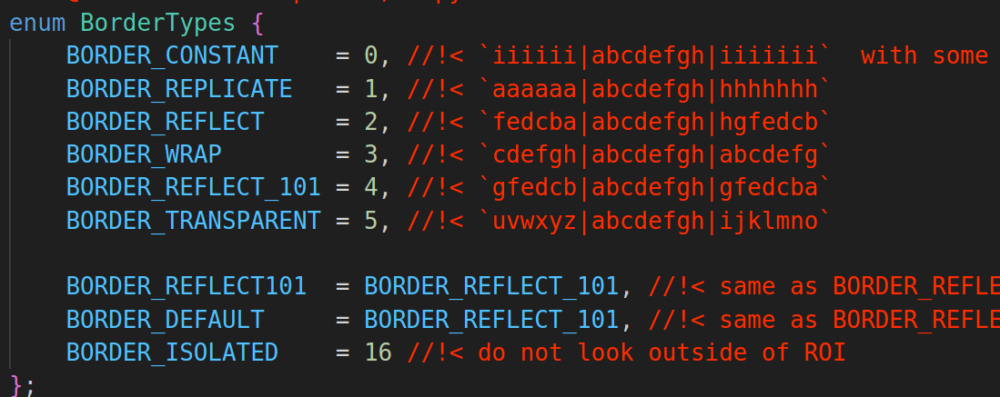 enum BorderTypes {
    BORDER_CONSTANT    = 0, //!< `iiiiii|abcdefgh|iiiiiii`  with some
    BORDER_REPLICATE   = 1, //!< `aaaaaa|abcdefgh|hhhhhhh`
    BORDER_REFLECT     = 2, //!< `fedcba|abcdefgh|hgfedcb`
    BORDER_WRAP        = 3, //!< `cdefgh|abcdefgh|abcdefg`
    BORDER_REFLECT_101 = 4, //!< `gfedcb|abcdefgh|gfedcba`
    BORDER_TRANSPARENT = 5, //!< `uvwxyz|abcdefgh|ijklmno`
    BORDER_REFLECT101  = BORDER_REFLECT_101, //!< same as BORDER_REFLE
    BORDER_DEFAULT     = BORDER_REFLECT_101, //!< same as BORDER_REFLE
    BORDER_ISOLATED    = 16 //!< do not look outside of ROI
};